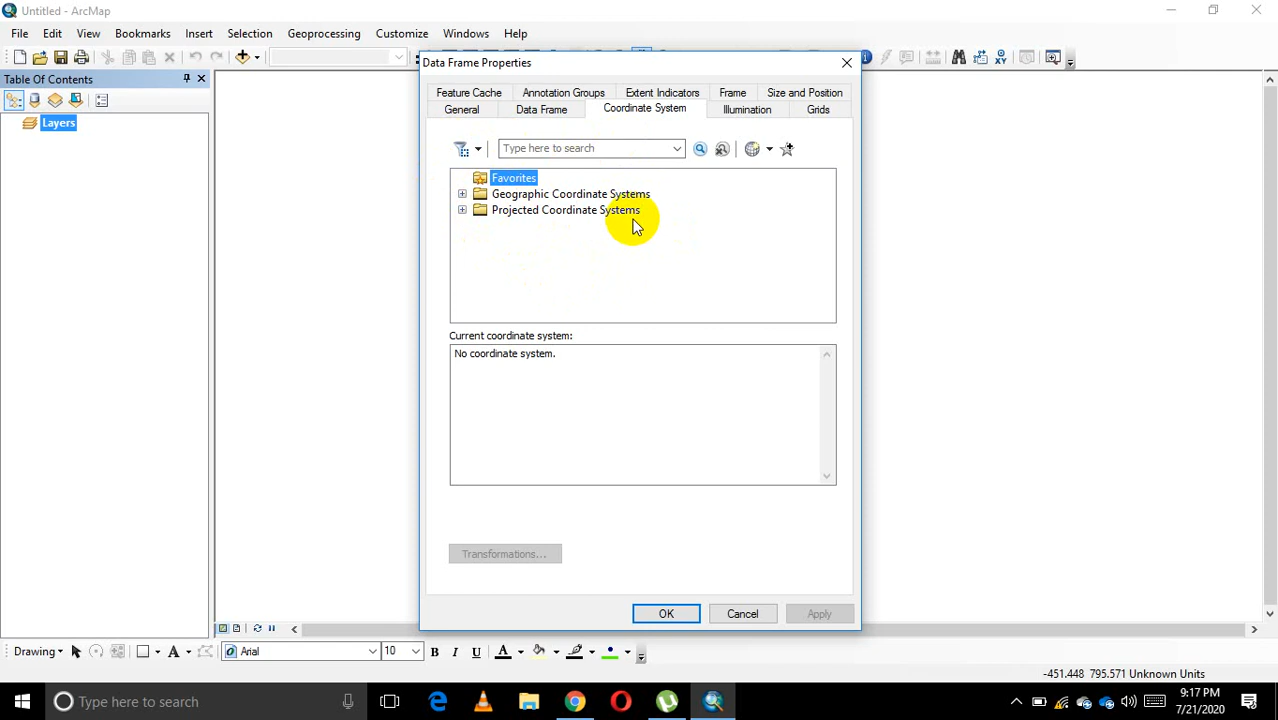 Untitled - ArcMap
File Edit View Bookmarks Insert Selection Geoprocessing Customize Windows Help
Table Of Contents
Layers
Data Frame Properties
Feature Cache Annotation Groups Extent Indicators Frame Size and Position
General Data Frame Coordinate System Illumination Grids
Type here to search
Favorites
Geographic Coordinate Systems
Projected Coordinate Systems
Current coordinate system:
No coordinate system.
Transformations...
OK Cancel Apply
Drawing Arial 10 B I U A
-451.448 795.571 Unknown Units
Type here to search
9:17 PM
7/21/2020